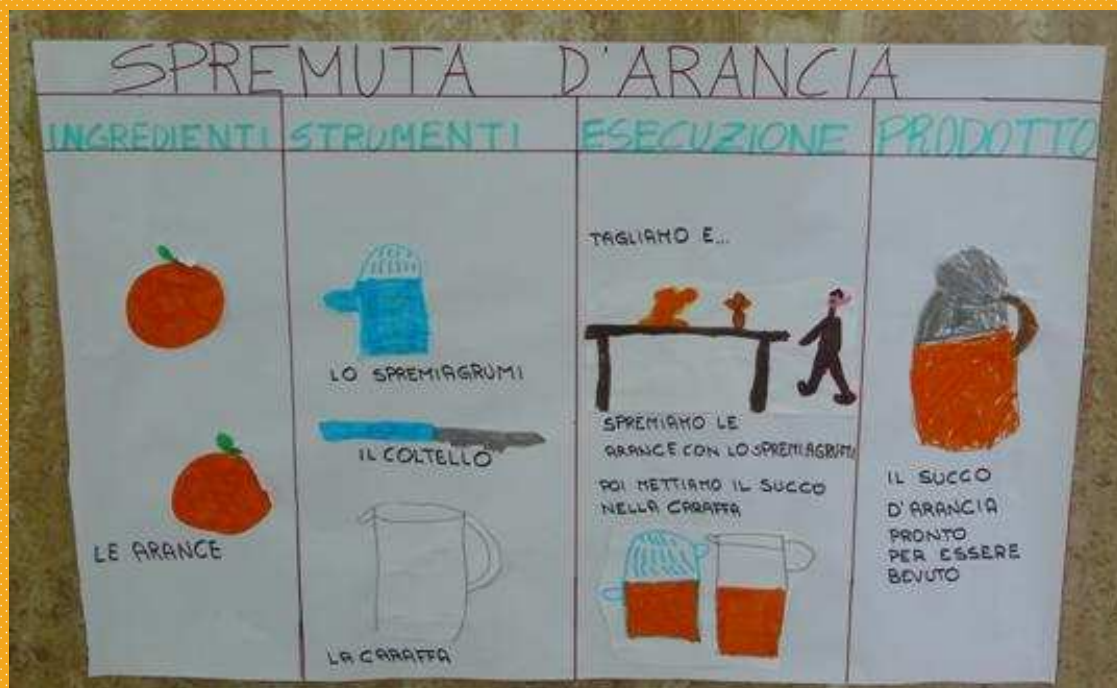 SPREMUTA D'ARANCIA
INGREDIENTI
STRUMENTI
ESECUZIONE
PRODOTTO
LE ARANCE
LO SPREMIAGRUMI
IL COLTELLO
LA CARAFFA
TAGLIAMO E...
SPREMIAMO LE
ARANCE CON LO SPREMIAGRUMI
POI METTIAMO IL SUCCO
NELLA CARAFFA
IL SUCCO
D'ARANCIA
PRONTO
PER ESSERE
BEVUTO